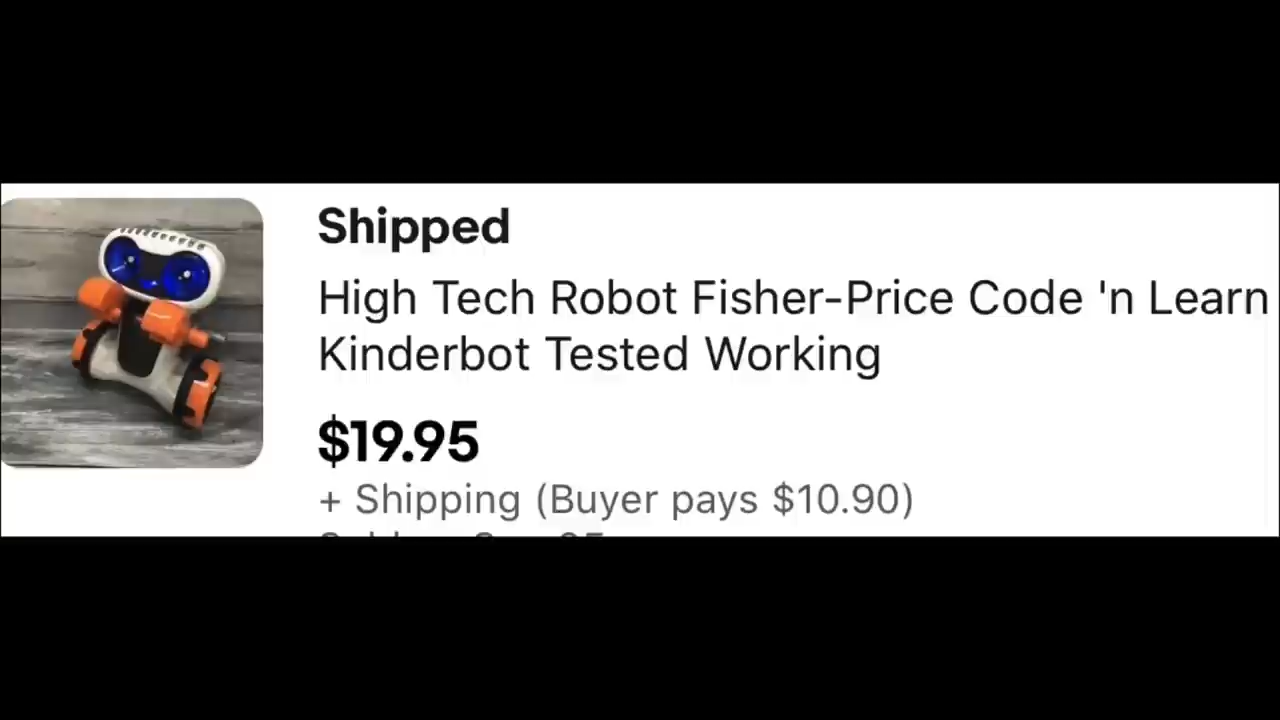 Shipped
High Tech Robot Fisher-Price Code 'n Learn
Kinderbot Tested Working
$19.95
+ Shipping (Buyer pays $10.90)